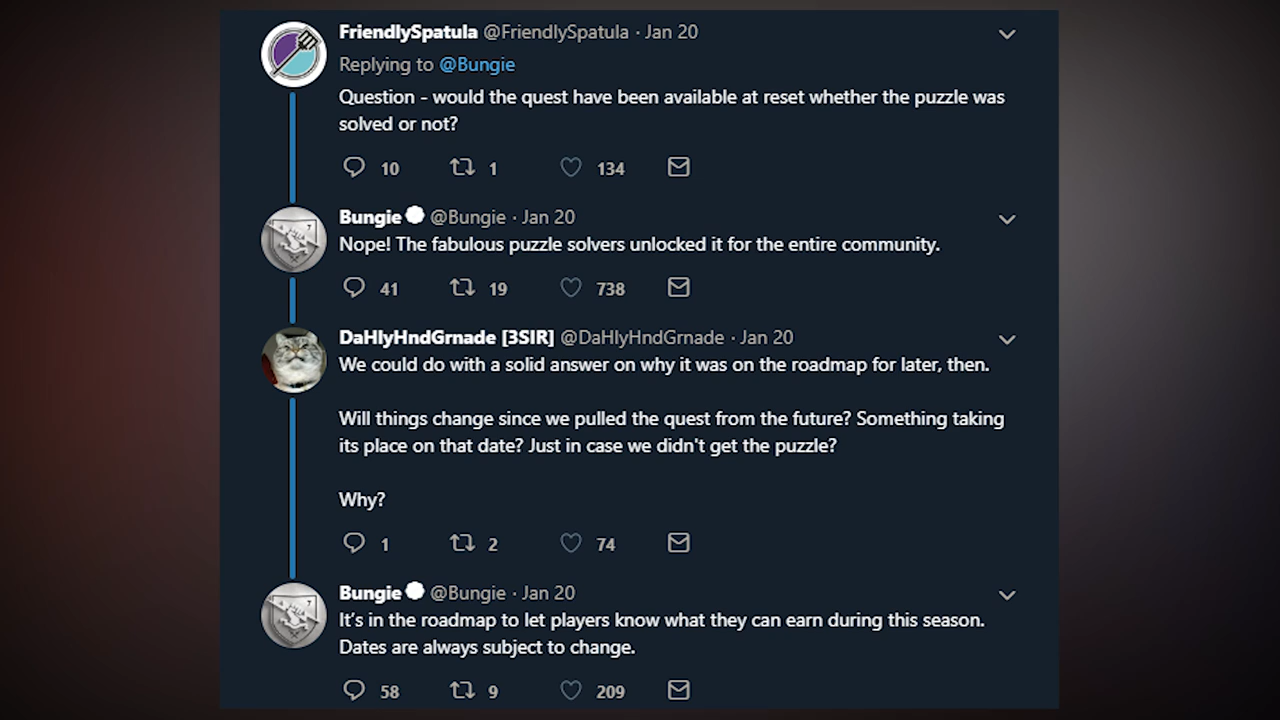 FriendlySpatula @FriendlySpatula · Jan 20
Replying to @Bungie
Question - would the quest have been available at reset whether the puzzle was
solved or not?
10 1 134
Bungie @Bungie · Jan 20
Nope! The fabulous puzzle solvers unlocked it for the entire community.
41 19 738
DaHlyHndGrnade [3SIR] @DaHlyHndGrnade · Jan 20
We could do with a solid answer on why it was on the roadmap for later, then.
Will things change since we pulled the quest from the future? Something taking
its place on that date? Just in case we didn't get the puzzle?
Why?
1 2 74
Bungie @Bungie · Jan 20
It's in the roadmap to let players know what they can earn during this season.
Dates are always subject to change.
58 9 209